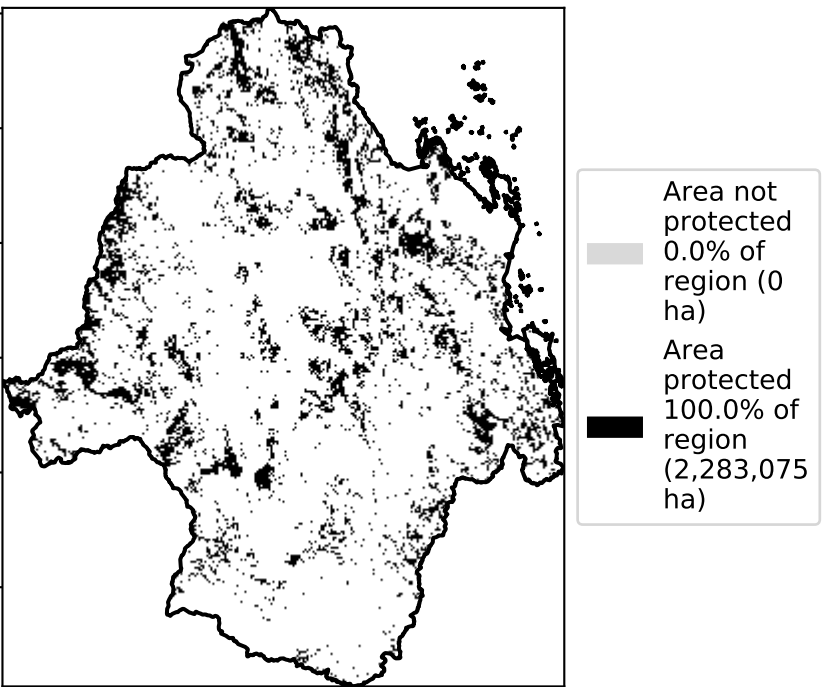 Area not
protected
0.0% of
region (0
ha)
Area
protected
100.0% of
region
(2,283,075
ha)